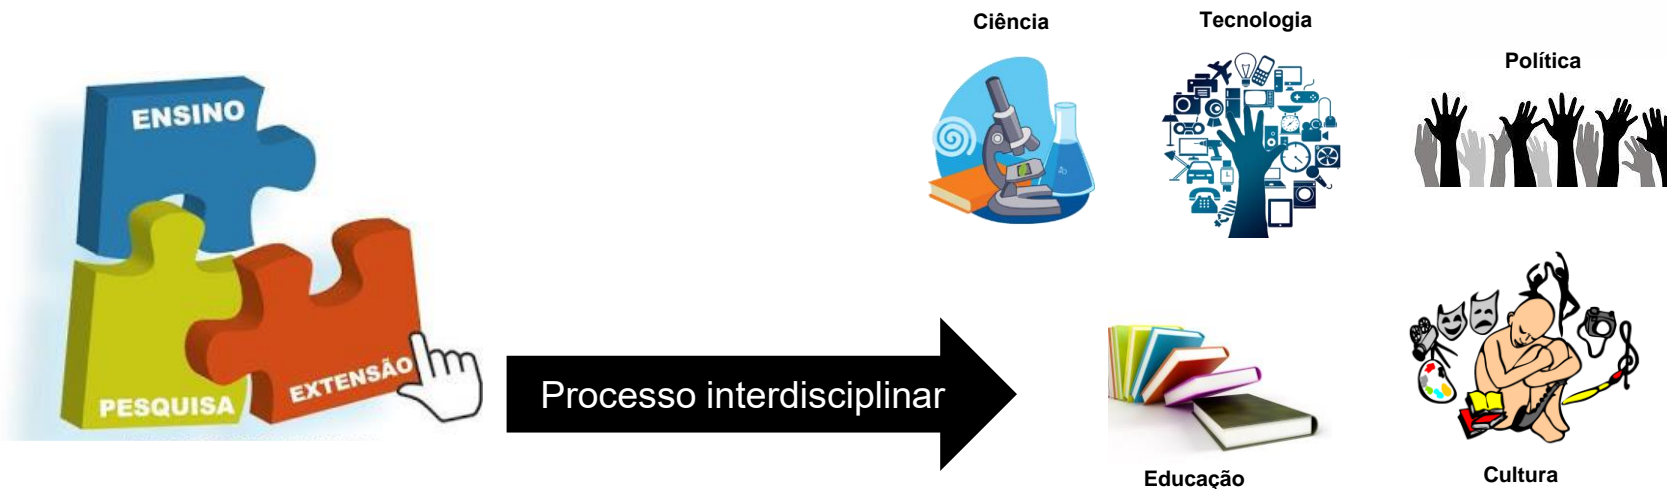 Ciência
Tecnologia
Política
ENSINO
PESQUISA
EXTENSÃO
Processo interdisciplinar
Educação
Cultura